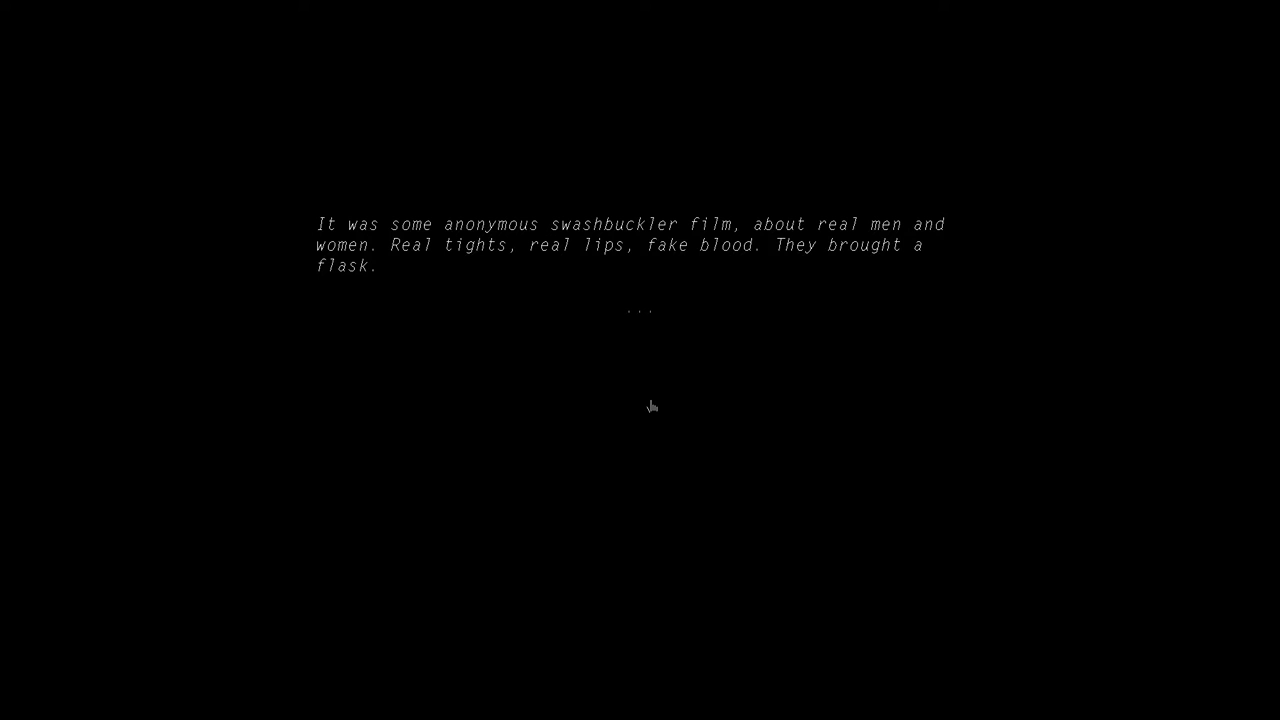 It was some anonymous swashbuckler film, about real men and
women. Real tights, real lips, fake blood. They brought a
flask.
...